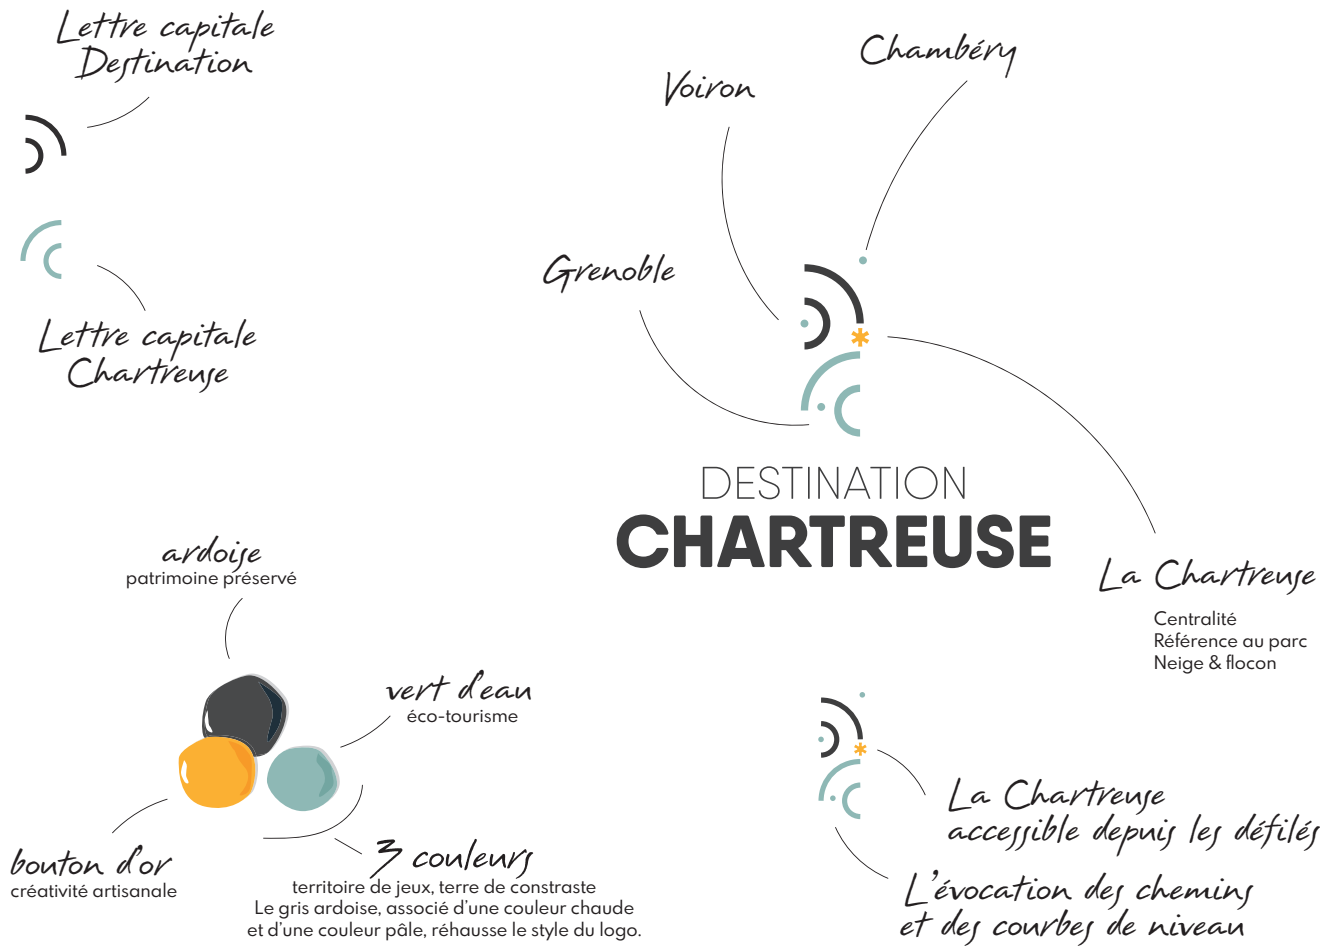 Lettre capitale
Destination
Lettre capitale
Chartreuse
Chambéry
Voiron
Grenoble
DESTINATION
CHARTREUSE
La Chartreuse
Centralité
Référence au parc
Neige & flocon
ardoise
patrimoine préservé
vert d'eau
éco-tourisme
bouton d'or
créativité artisanale
3 couleurs
territoire de jeux, terre de constraste
Le gris ardoise, associé d'une couleur chaude
et d'une couleur pâle, réhausse le style du logo.
La Chartreuse
accessible depuis les défilés
L'évocation des chemins
et des courbes de niveau